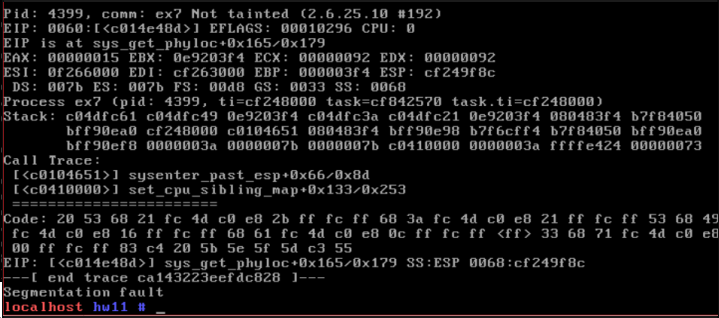 Pid: 4399, comm: ex7 Not tainted (2.6.25.10 #192)
EIP: 0060:[<c014e48d>] EFLAGS: 00010296 CPU: 0
EIP is at sys_get_phyloc+0x165/0x179
EAX: 00000015 EBX: 0e9203f4 ECX: 00000092 EDX: 00000092
ESI: 0f266000 EDI: cf263000 EBP: 000003f4 ESP: cf249f8c
DS: 007b ES: 007b FS: 00d8 GS: 0033 SS: 0068
Process ex7 (pid: 4399, ti=cf248000 task=cf842570 task.ti=cf248000)
Stack: c04dfc61 c04dfc49 0e9203f4 c04dfc3a c04dfc21 0e9203f4 080483f4 b7f84050
bff90ea0 cf248000 c0104651 080483f4 bff90e98 b7f6cff4 b7f84050 bff90ea0
bff90ef8 0000003a 0000007b 0000007b c0410000 0000003a ffffe424 00000073
Call Trace:
[<c0104651>] sysenter_past_esp+0x66/0x8d
[<c0410000>] set_cpu_sibling_map+0x133/0x253
=======================
Code: 20 53 68 21 fc 4d c0 e8 2b ff fc ff 68 3a fc 4d c0 e8 21 ff fc ff 53 68 49
fc 4d c0 e8 16 ff fc ff 68 61 fc 4d c0 e8 0c ff fc ff <ff> 33 68 71 fc 4d c0 e8
00 ff fc ff 83 c4 20 5b 5e 5f 5d c3 55
EIP: [<c014e48d>] sys_get_phyloc+0x165/0x179 SS:ESP 0068:cf249f8c
---[ end trace ca143223eefdc828 ]---
Segmentation fault
localhost hw11 # _